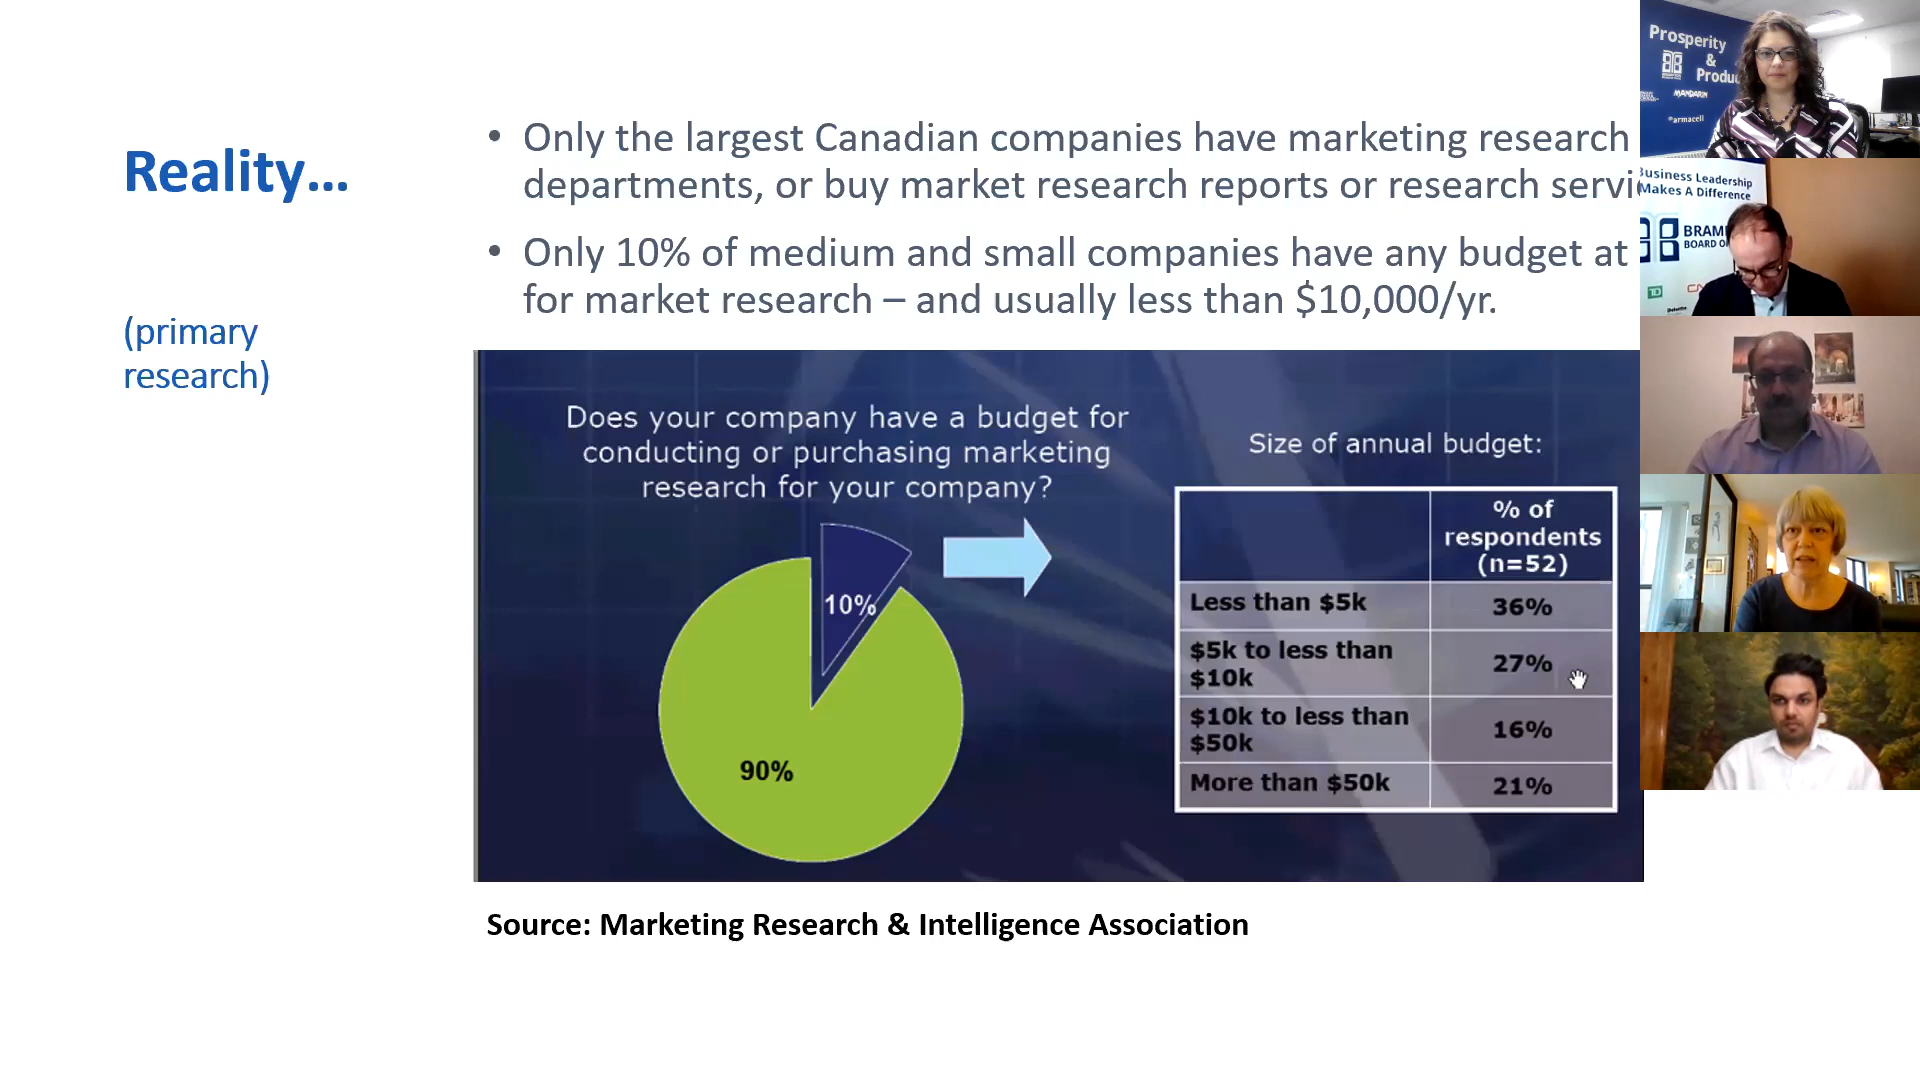 Reality...
(primary
research)
• Only the largest Canadian companies have marketing research
departments, or buy market research reports or research servi
• Only 10% of medium and small companies have any budget at
for market research – and usually less than $10,000/yr.
Does your company have a budget for
conducting or purchasing marketing
research for your company?
10%
90%
Size of annual budget:
% of
respondents
(n=52)
Less than $5k 36%
$5k to less than
$10k
27%
$10k to less than
$50k
16%
More than $50k 21%
Source: Marketing Research & Intelligence Association
Prosperity
&
Produ
MANDARIN
armacell
Business Leadership
Makes A Difference
BRAM
BOARD O
TD
Deloitte